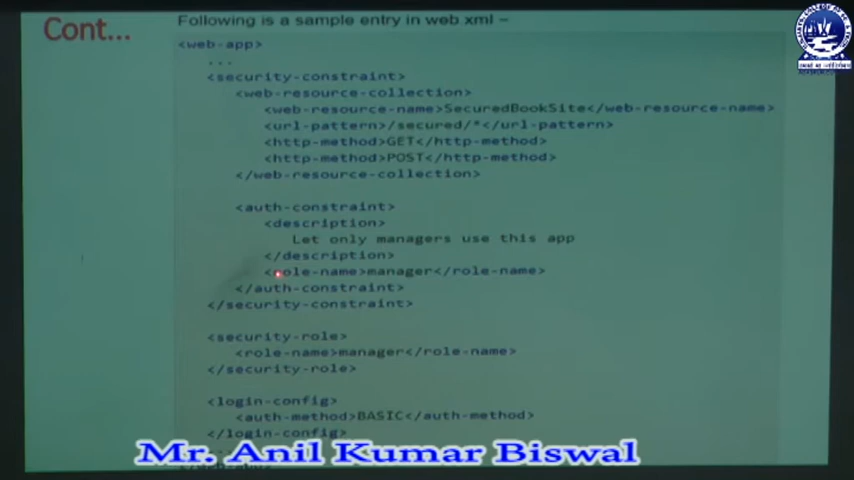 Cont...
Following is a sample entry in web xml –
<web-app>
...
<security-constraint>
<web-resource-collection>
<web-resource-name>SecuredBookSite</web-resource-name>
<url-pattern>/secured/*</url-pattern>
<http-method>GET</http-method>
<http-method>POST</http-method>
</web-resource-collection>
<auth-constraint>
<description>
Let only managers use this app
</description>
<role-name>manager</role-name>
</auth-constraint>
</security-constraint>
<security-role>
<role-name>manager</role-name>
</security-role>
<login-config>
<auth-method>BASIC</auth-method>
</login-config>
Mr. Anil Kumar Biswal